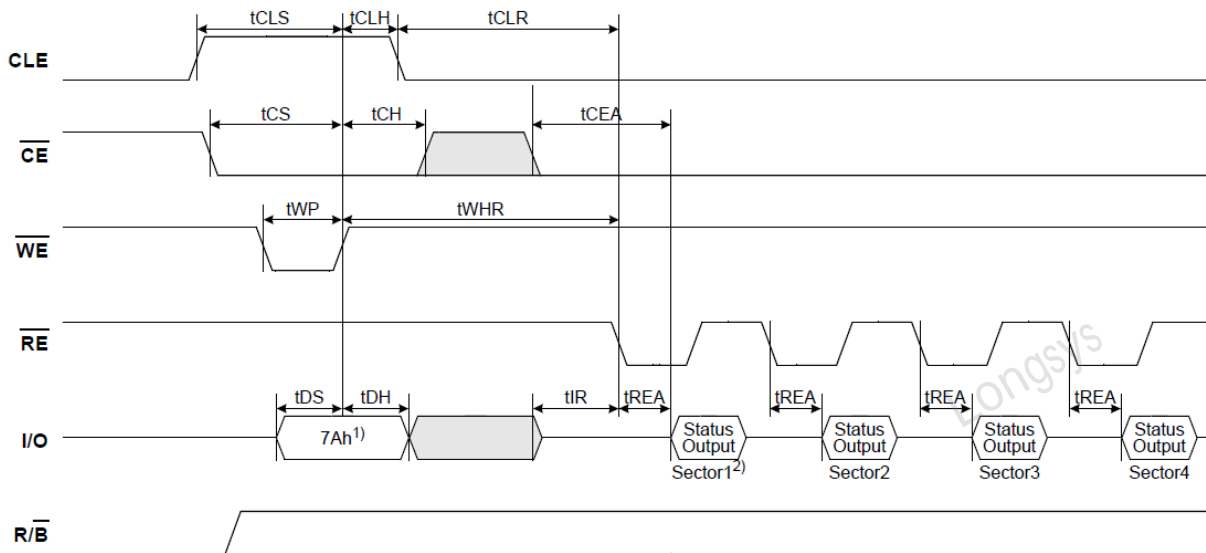 tCLS tCLH tCLR
CLE
tCS tCH tCEA
CE
tWP tWHR
WE
RE
Longsys
tDS tDH tIR tREA tREA tREA tREA
I/O 7Ah1) Status Output Status Output Status Output Status Output
Sector12) Sector2 Sector3 Sector4
R/B